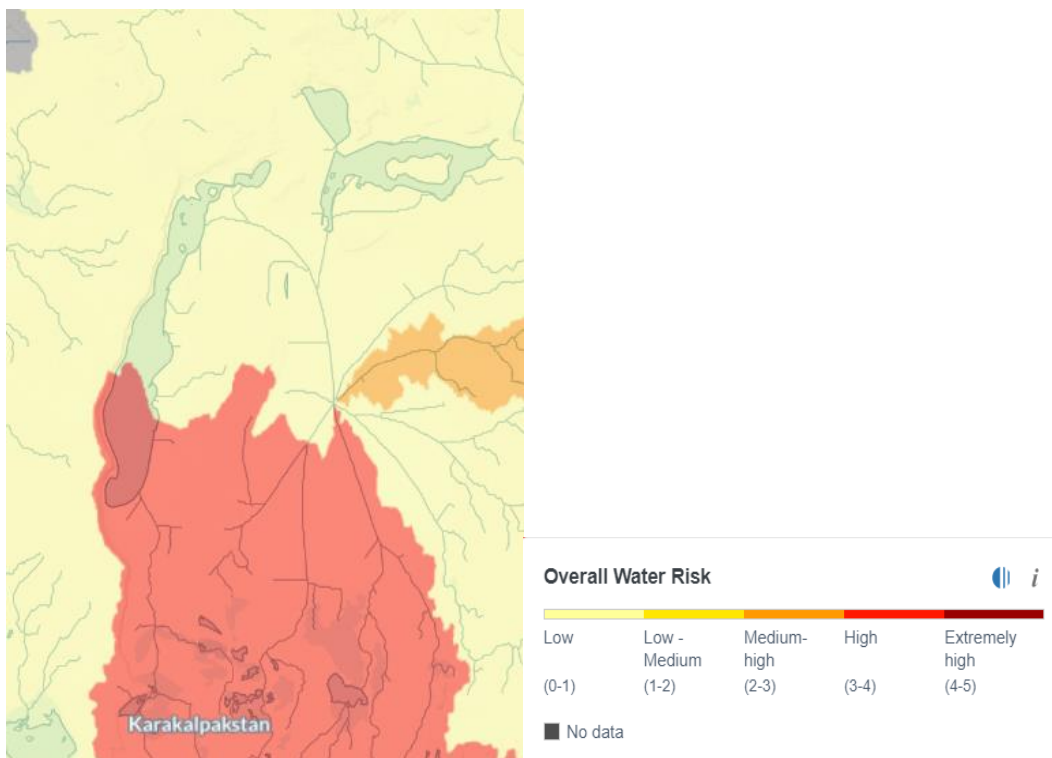 Karakalpakstan
Overall Water Risk
i
Low
Low -
Medium
Medium-
high
High
Extremely
high
(0-1)
(1-2)
(2-3)
(3-4)
(4-5)
No data